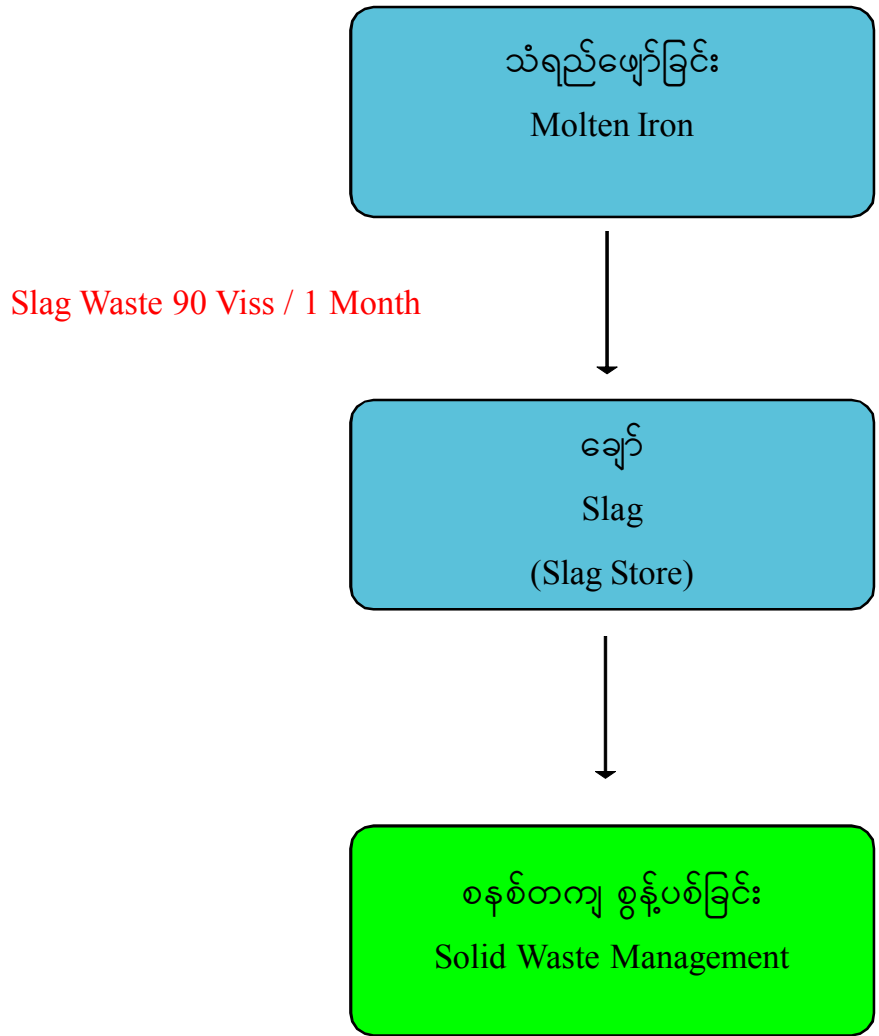 သံရည်ဖျော်ခြင်း
Molten Iron
Slag Waste 90 Viss / 1 Month
ချော်
Slag
(Slag Store)
စနစ်တကျ စွန့်ပစ်ခြင်း
Solid Waste Management